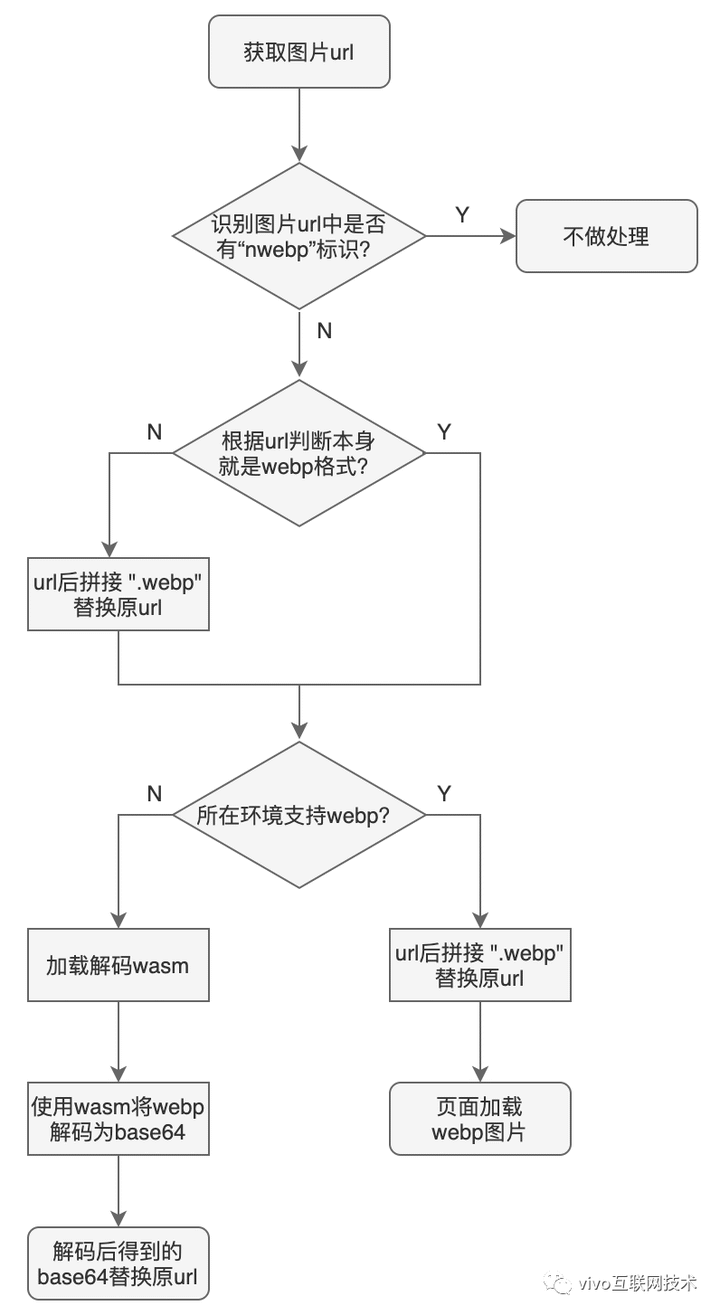 获取图片url
识别图片url中是否
有“nwebp”标识?
Y
不做处理
N
根据url判断本身
就是webp格式?
N
Y
url后拼接 ".webp"
替换原url
所在环境支持webp?
N
Y
加载解码wasm
url后拼接 ".webp"
替换原url
使用wasm将webp
解码为base64
页面加载
webp图片
解码后得到的
base64替换原url
vivo互联网技术